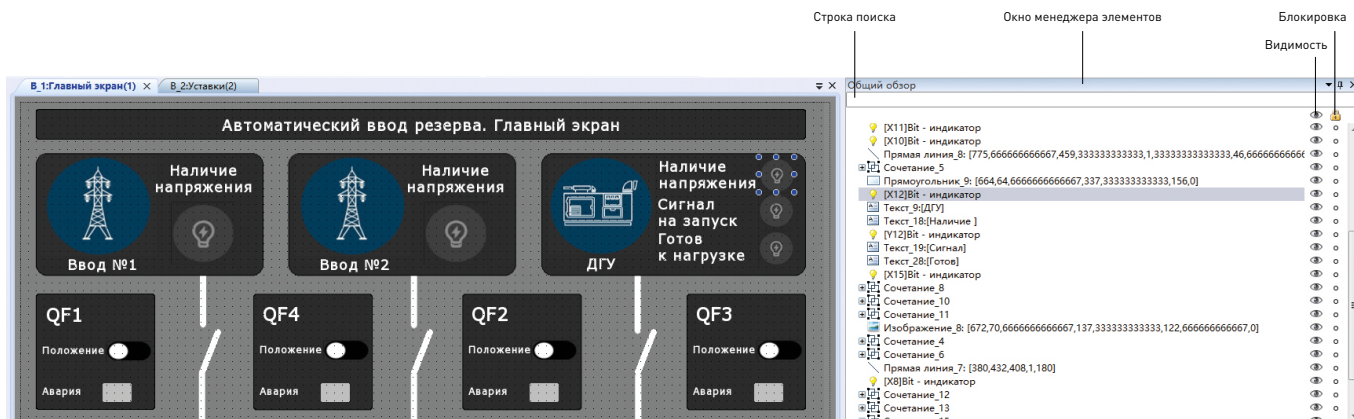 Строка поиска
Окно менеджера элементов
Блокировка
Видимость
В_1:Главный экран(1)
В_2:Уставки(2)
Общий обзор
Автоматический ввод резерва. Главный экран
Наличие
напряжения
Ввод №1
Наличие
напряжения
Ввод №2
Наличие
напряжения
Сигнал
на запуск
Готов
к нагрузке
ДГУ
QF1
Положение
Авария
QF4
Положение
Авария
QF2
Положение
Авария
QF3
Положение
Авария
[X11]Bit - индикатор
[X10]Bit - индикатор
Прямая линия_8: [775,666666666667,459,333333333333,1,33333333333333,46,6666666666
Сочетание_5
Прямоугольник_9: [664,64,6666666666667,337,333333333333,156,0]
[X12]Bit - индикатор
Текст_9:[ДГУ]
Текст_18:[Наличие ]
[Y12]Bit - индикатор
Текст_19:[Сигнал]
Текст_28:[Готов]
[X15]Bit - индикатор
Сочетание_8
Сочетание_10
Сочетание_11
Изображение_8: [672,70,6666666666667,137,333333333333,122,666666666667,0]
Сочетание_4
Сочетание_6
Прямая линия_7: [380,432,408,1,180]
[X8]Bit - индикатор
Сочетание_12
Сочетание_13